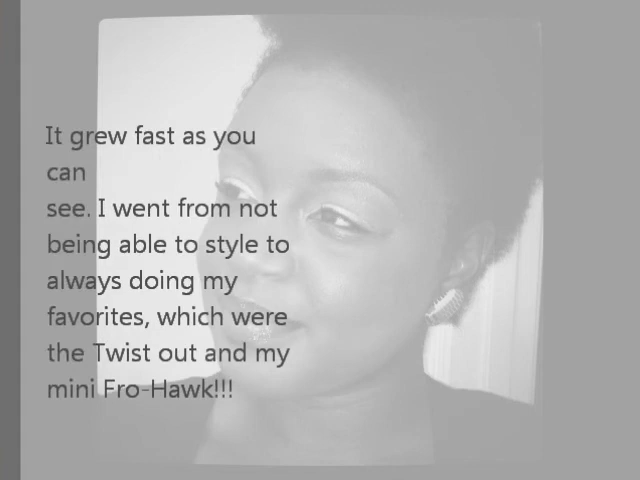 It grew fast as you
can
see. I went from not
being able to style to
always doing my
favorites, which were
the Twist out and my
mini Fro-Hawk!!!